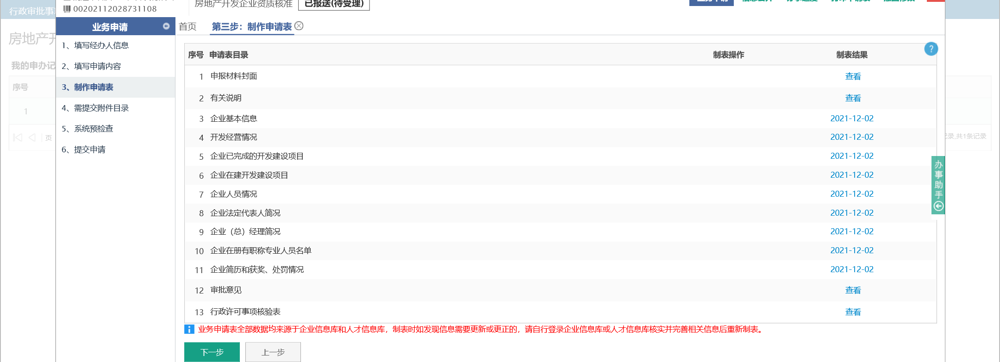 行政审批事
00202112028731108
房地产开发企业资质核准
已报送(待受理)
房地产开
我的申办记
序号
1
页
业务申请
1、填写经办人信息
2、填写申请内容
3、制作申请表
4、需提交附件目录
5、系统预检查
6、提交申请
首页
第三步：制作申请表
序号 申请表目录 制表操作 制表结果
?
1 申报材料封面 查看
2 有关说明 查看
3 企业基本信息 2021-12-02
4 开发经营情况 2021-12-02
5 企业已完成的开发建设项目 2021-12-02
6 企业在建开发建设项目 2021-12-02
7 企业人员情况 2021-12-02
8 企业法定代表人简况 2021-12-02
9 企业（总）经理简况 2021-12-02
10 企业在册有职称专业人员名单 2021-12-02
11 企业简历和获奖、处罚情况 2021-12-02
12 审批意见 查看
13 行政许可事项核验表 查看
业务申请表全部数据均来源于企业信息库和人才信息库，制表时如发现信息需要更新或更正的，请自行登录企业信息库或人才信息库核实并完善相关信息后重新制表。
下一步
上一步
录,共1条记录
办事助手